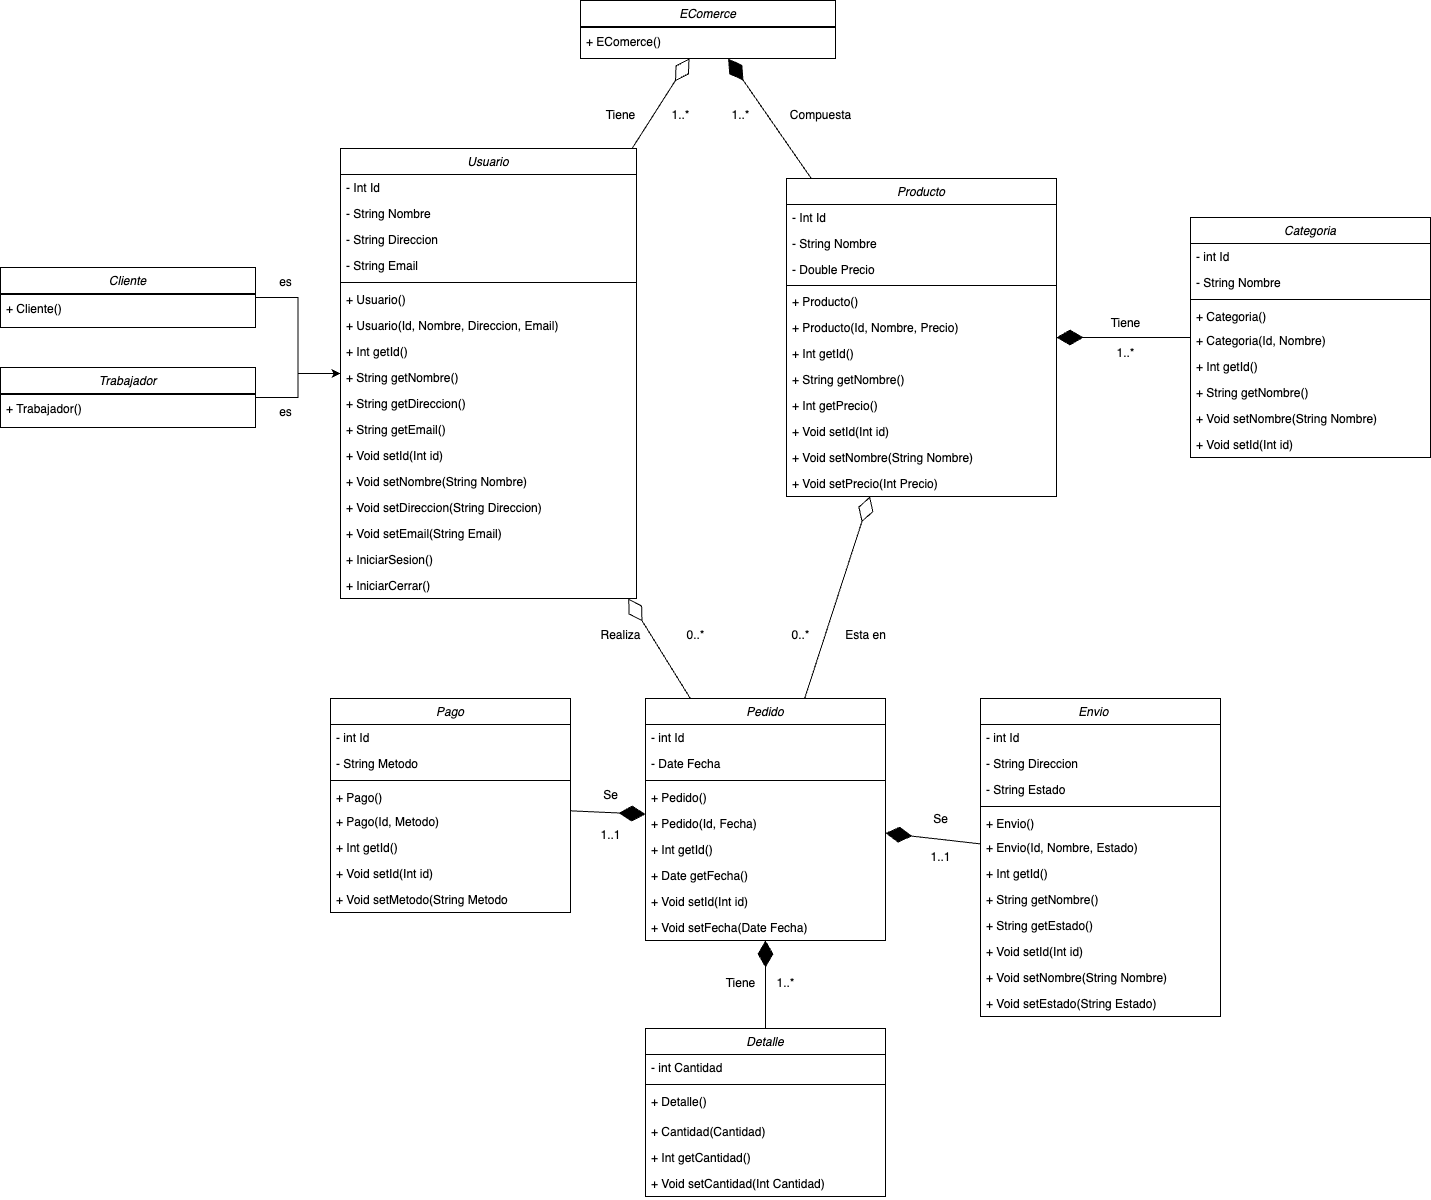 EComerce
+ EComerce()
Tiene
1..*
1..*
Compuesta
Usuario
- Int Id
- String Nombre
- String Direccion
- String Email
+ Usuario()
+ Usuario(Id, Nombre, Direccion, Email)
+ Int getId()
+ String getNombre()
+ String getDireccion()
+ String getEmail()
+ Void setId(Int id)
+ Void setNombre(String Nombre)
+ Void setDireccion(String Direccion)
+ Void setEmail(String Email)
+ IniciarSesion()
+ IniciarCerrar()
Producto
- Int Id
- String Nombre
- Double Precio
+ Producto()
+ Producto(Id, Nombre, Precio)
+ Int getId()
+ String getNombre()
+ Int getPrecio()
+ Void setId(Int id)
+ Void setNombre(String Nombre)
+ Void setPrecio(Int Precio)
Tiene
1..*
Categoria
- int Id
- String Nombre
+ Categoria()
+ Categoria(Id, Nombre)
+ Int getId()
+ String getNombre()
+ Void setNombre(String Nombre)
+ Void setId(Int id)
Cliente
+ Cliente()
es
Trabajador
+ Trabajador()
es
Realiza
0..*
0..*
Esta en
Pago
- int Id
- String Metodo
+ Pago()
+ Pago(Id, Metodo)
+ Int getId()
+ Void setId(Int id)
+ Void setMetodo(String Metodo
Se
1..1
Pedido
- int Id
- Date Fecha
+ Pedido()
+ Pedido(Id, Fecha)
+ Int getId()
+ Date getFecha()
+ Void setId(Int id)
+ Void setFecha(Date Fecha)
Se
1..1
Envio
- int Id
- String Direccion
- String Estado
+ Envio()
+ Envio(Id, Nombre, Estado)
+ Int getId()
+ String getNombre()
+ String getEstado()
+ Void setId(Int id)
+ Void setNombre(String Nombre)
+ Void setEstado(String Estado)
Tiene
1..*
Detalle
- int Cantidad
+ Detalle()
+ Cantidad(Cantidad)
+ Int getCantidad()
+ Void setCantidad(Int Cantidad)